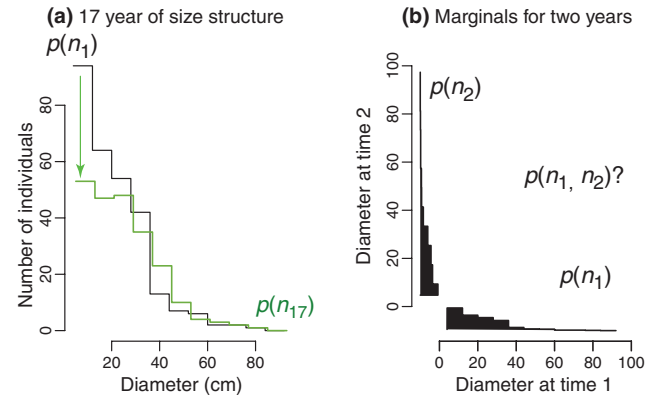 (a) 17 year of size structure
p(n1)
Number of individuals
0 20 40 60 80
p(n17)
20 40 60 80
Diameter (cm)
(b) Marginals for two years
Diameter at time 2
0 20 40 60 80 100
p(n2)
p(n1, n2)?
p(n1)
0 20 40 60 80 100
Diameter at time 1